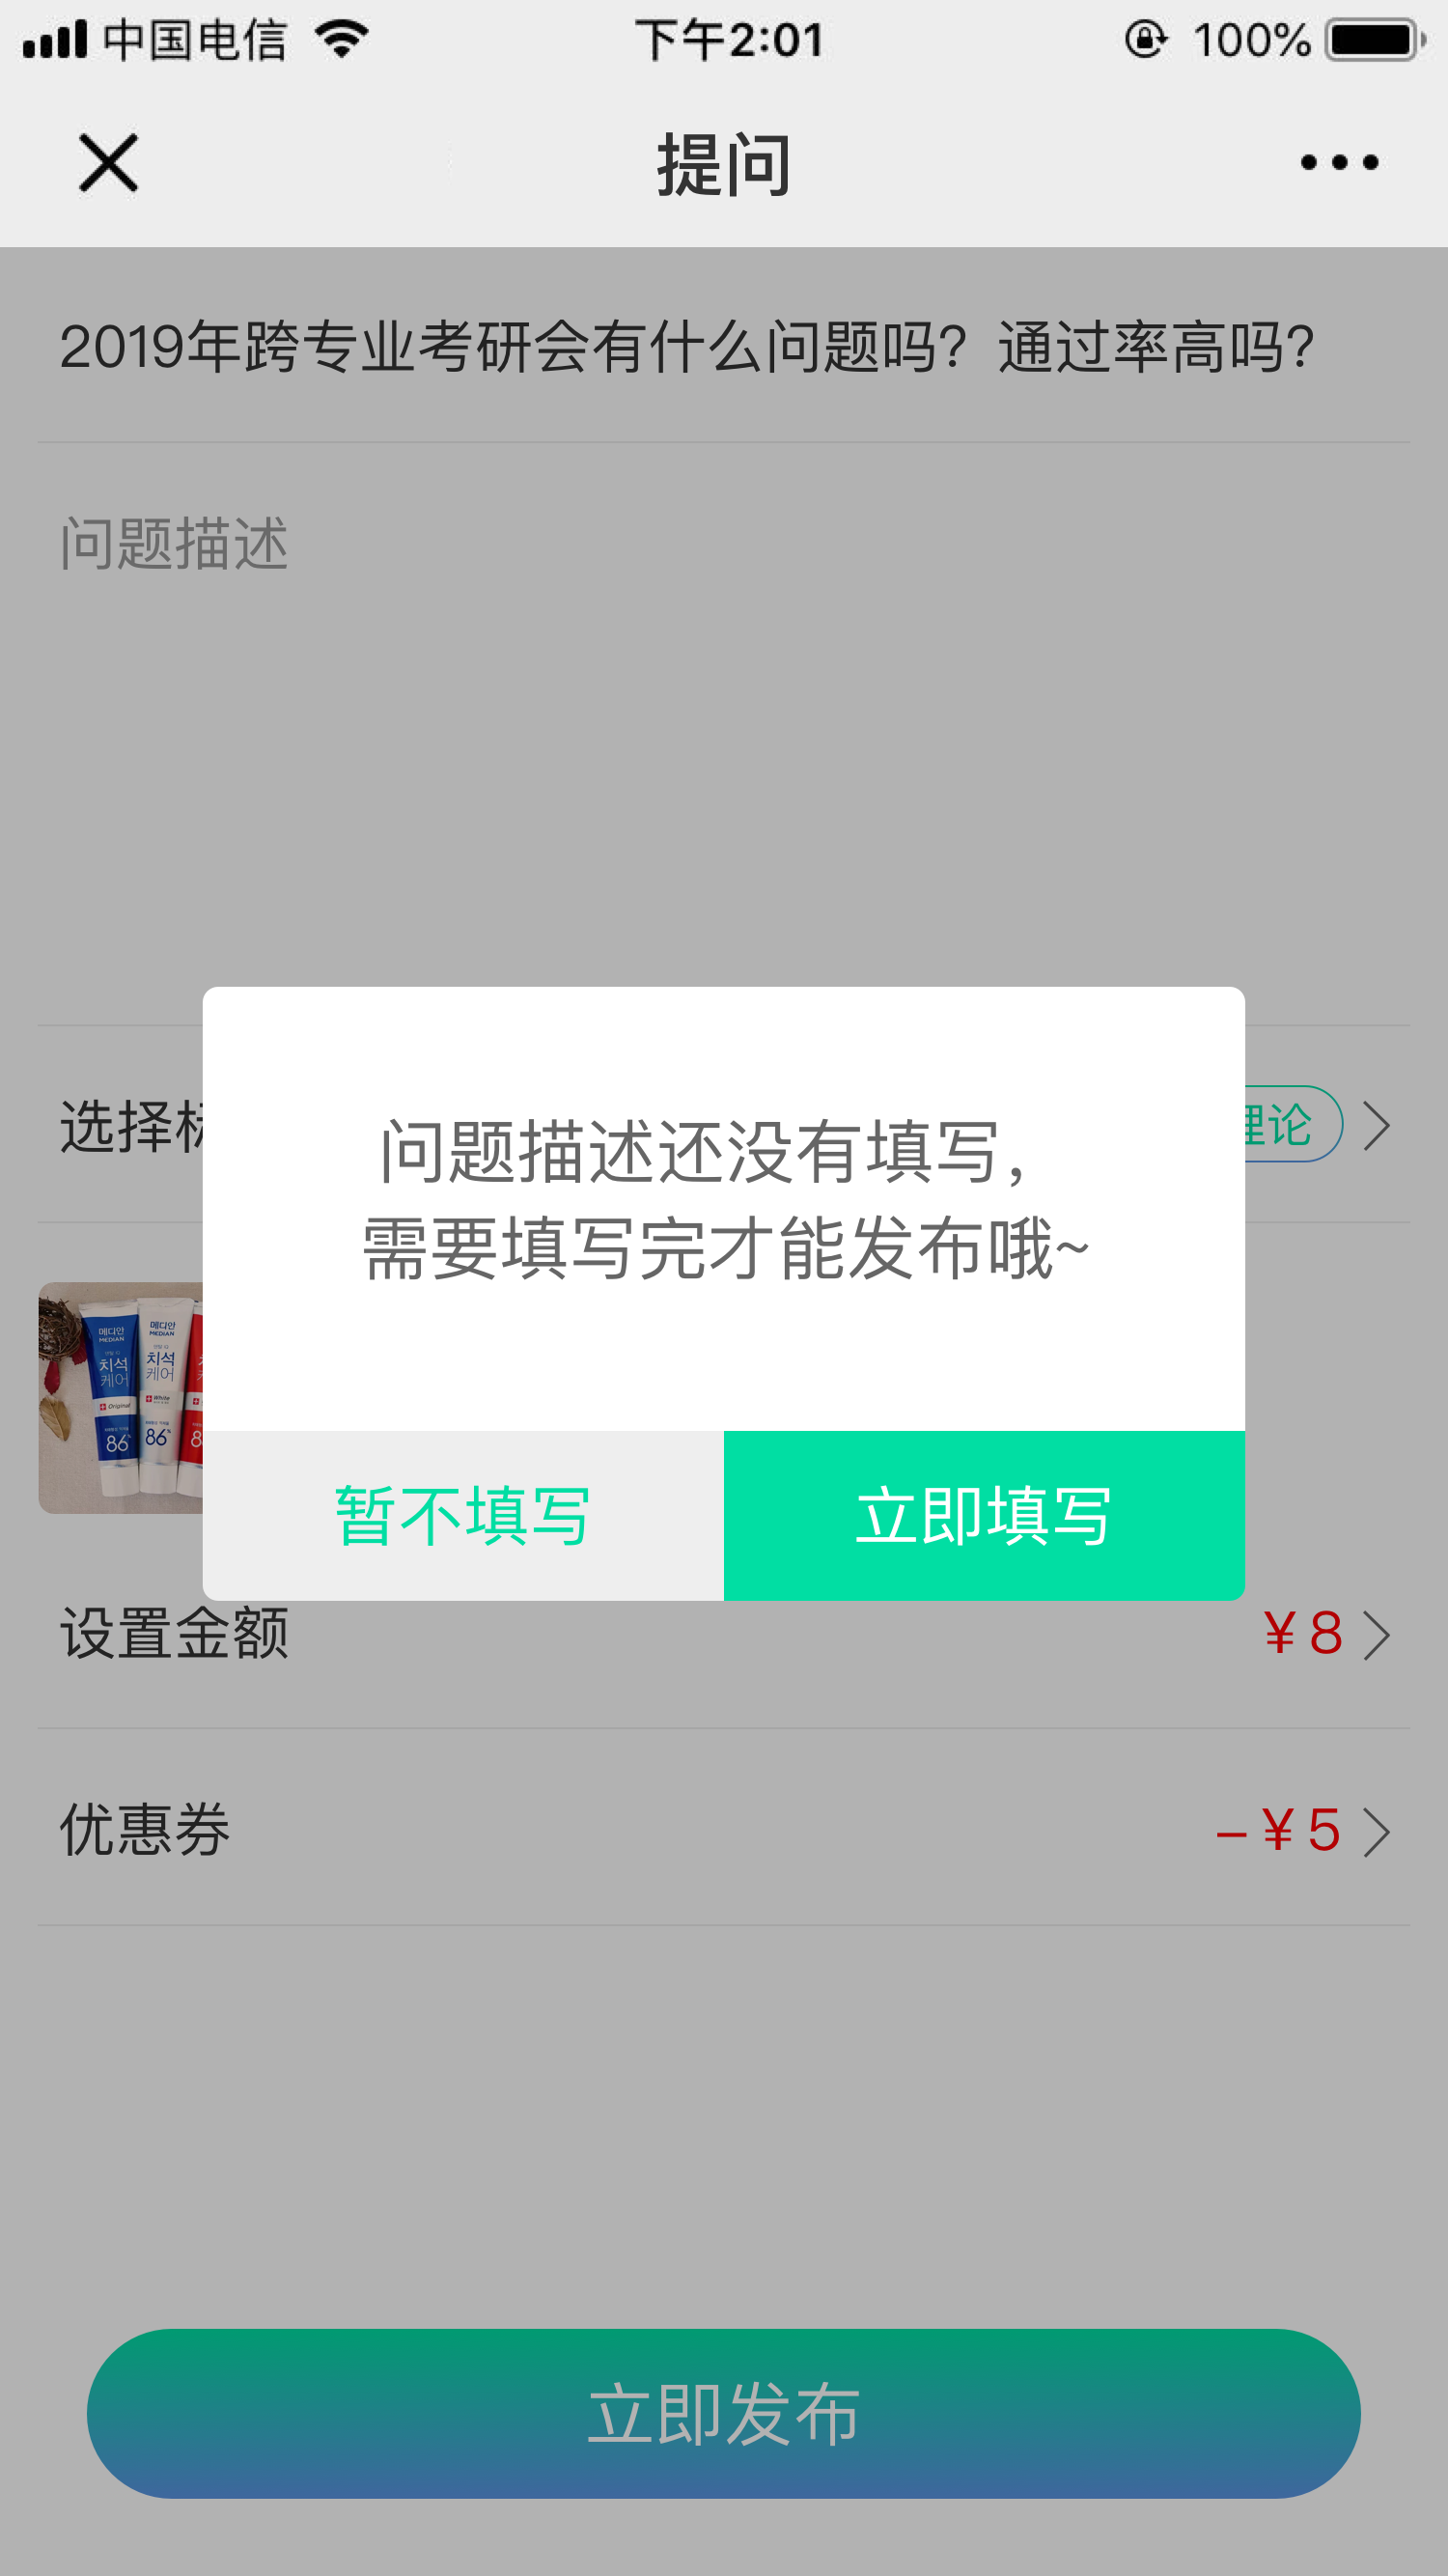 中国电信
下午2:01
100%
提问
2019年跨专业考研会有什么问题吗？通过率高吗？
问题描述
选择
理论
问题描述还没有填写，
需要填写完才能发布哦~
暂不填写
立即填写
메디안
MEDIAN
치석
케어
Original
86%
메디안
MEDIAN
치석
케어
White
86%
设置金额
¥8
优惠券
–¥5
立即发布